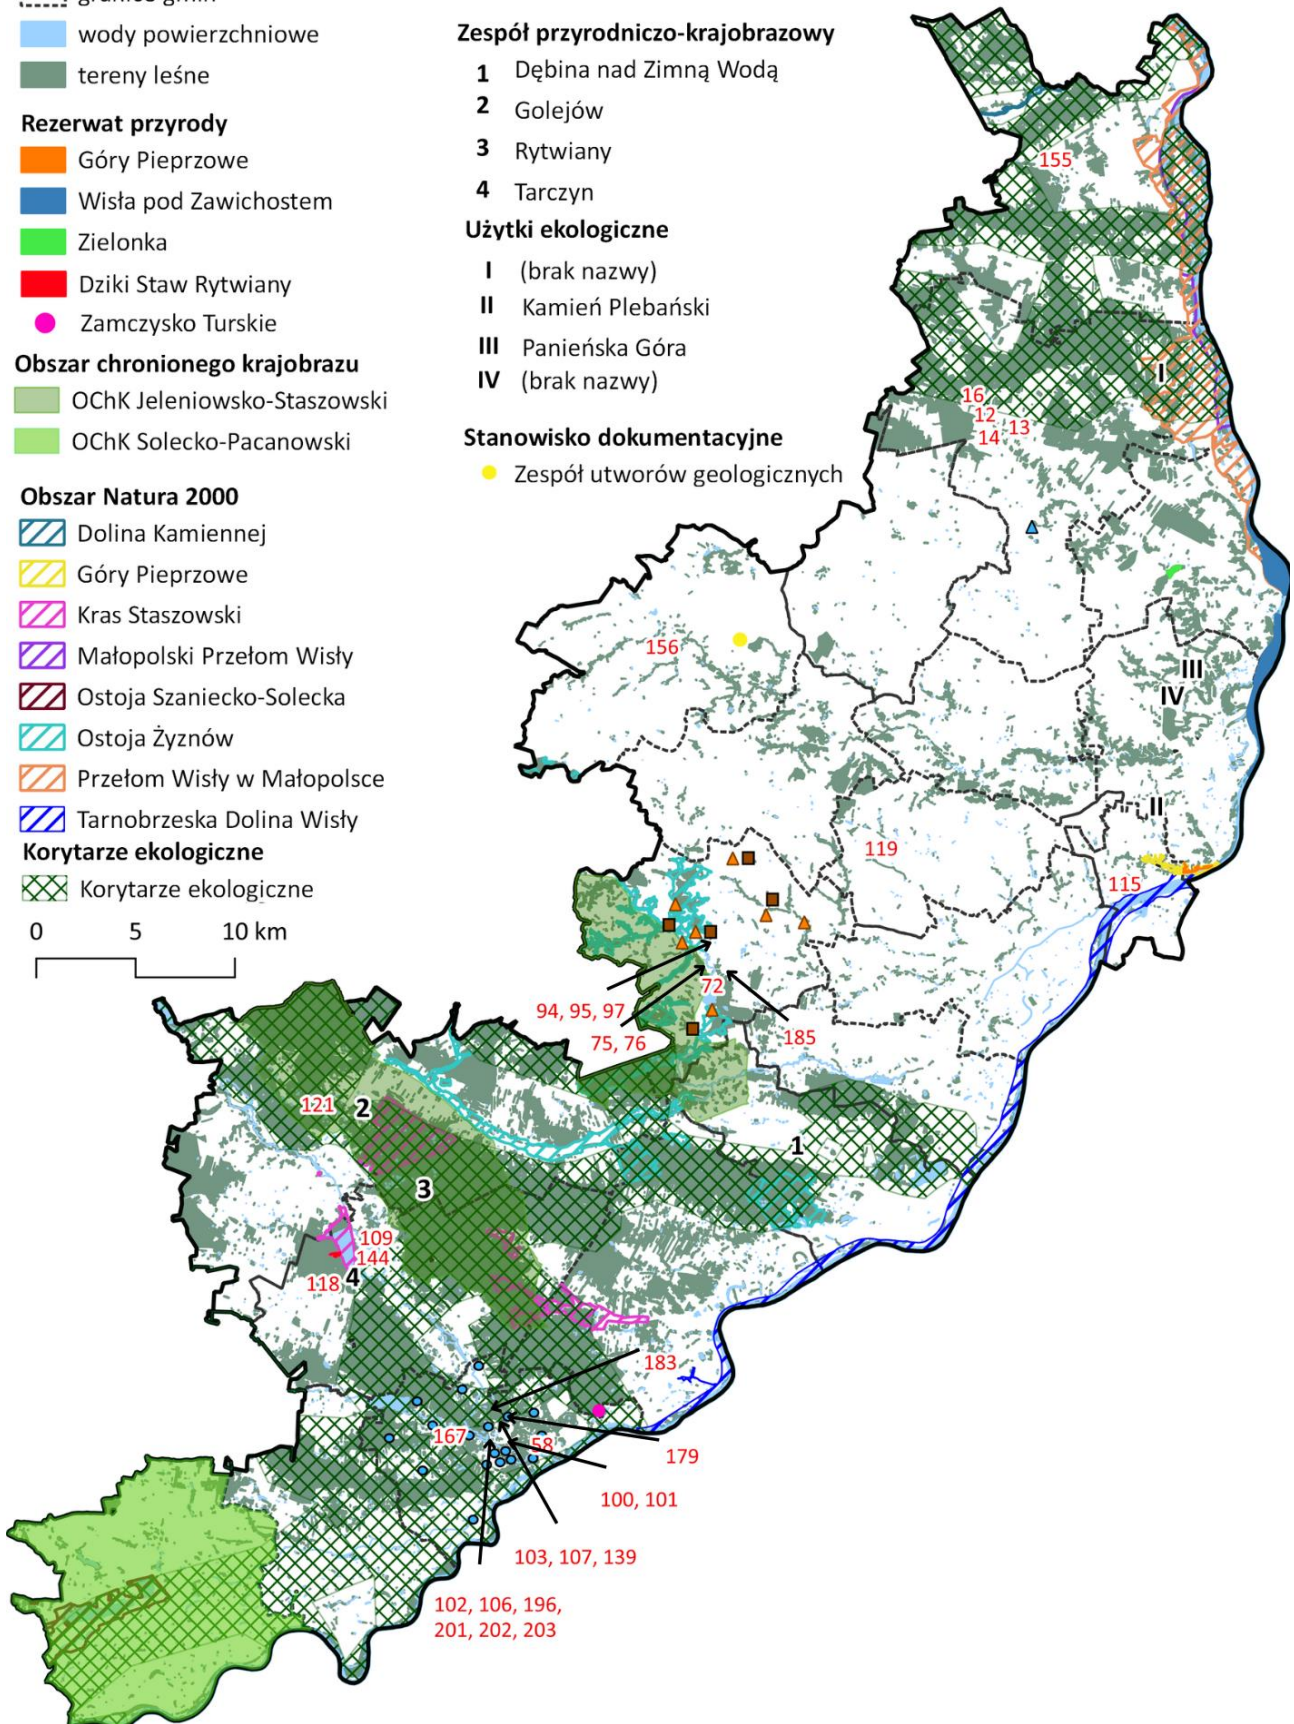 granice gmin
wody powierzchniowe
tereny leśne
Rezerwat przyrody
Góry Pieprzowe
Wisła pod Zawichostem
Zielonka
Dziki Staw Rytwiany
Zamczysko Turskie
Obszar chronionego krajobrazu
OChK Jeleniowsko-Staszowski
OChK Solecko-Pacanowski
Obszar Natura 2000
Dolina Kamiennej
Góry Pieprzowe
Kras Staszowski
Małopolski Przełom Wisły
Ostoja Szaniecko-Solecka
Ostoja Żyznów
Przełom Wisły w Małopolsce
Tarnobrzeska Dolina Wisły
Korytarze ekologiczne
Korytarze ekologiczne
0 5 10 km
Zespół przyrodniczo-krajobrazowy
1 Dębina nad Zimną Wodą
2 Golejów
3 Rytwiany
4 Tarczyn
Użytki ekologiczne
I (brak nazwy)
II Kamień Plebański
III Panieńska Góra
IV (brak nazwy)
Stanowisko dokumentacyjne
Zespół utworów geologicznych
155
I
16
12
13
14
156
III
IV
II
119
115
72
94, 95, 97
75, 76
185
121
2
1
3
109
144
118
4
183
167
58
179
100, 101
103, 107, 139
102, 106, 196,
201, 202, 203